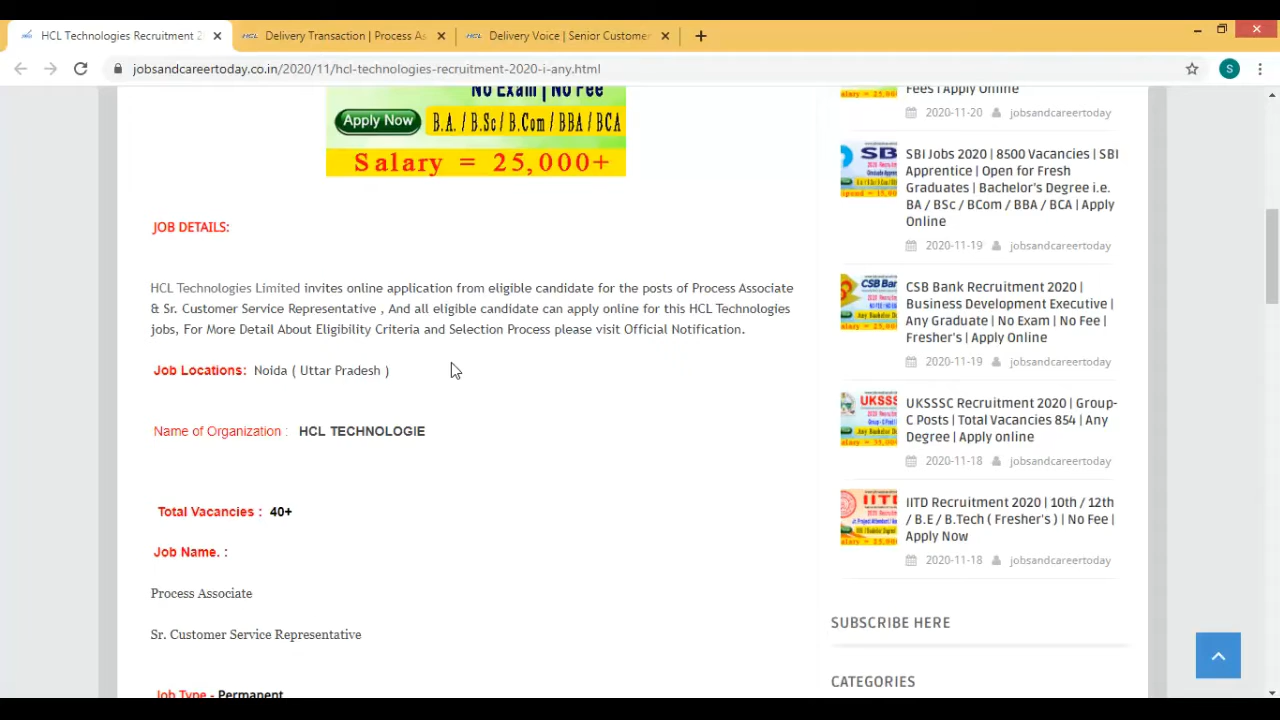 HCL Technologies Recruitment 2
Delivery Transaction | Process As
Delivery Voice | Senior Customer
jobsandcareertoday.co.in/2020/11/hcl-technologies-recruitment-2020-i-any.html
S
No Exam | No Fee
Apply Now
B.A. / B.Sc / B.Com / BBA / BCA
Salary = 25,000+
JOB DETAILS:
HCL Technologies Limited invites online application from eligible candidate for the posts of Process Associate
& Sr. Customer Service Representative , And all eligible candidate can apply online for this HCL Technologies
jobs, For More Detail About Eligibility Criteria and Selection Process please visit Official Notification.
Job Locations: Noida ( Uttar Pradesh )
Name of Organization : HCL TECHNOLOGIE
Total Vacancies : 40+
Job Name. :
Process Associate
Sr. Customer Service Representative
Job Type - Permanent
Fees | Apply Online
2020-11-20 jobsandcareertoday
SBI Jobs 2020 | 8500 Vacancies | SBI
Apprentice | Open for Fresh
Graduates | Bachelor's Degree i.e.
BA / BSc / BCom / BBA / BCA | Apply
Online
2020-11-19 jobsandcareertoday
CSB Bank Recruitment 2020 |
Business Development Executive |
Any Graduate | No Exam | No Fee |
Fresher's | Apply Online
2020-11-19 jobsandcareertoday
UKSSSC Recruitment 2020 | Group-
C Posts | Total Vacancies 854 | Any
Degree | Apply online
2020-11-18 jobsandcareertoday
IITD Recruitment 2020 | 10th / 12th
/ B.E / B.Tech ( Fresher's ) | No Fee |
Apply Now
2020-11-18 jobsandcareertoday
SUBSCRIBE HERE
CATEGORIES